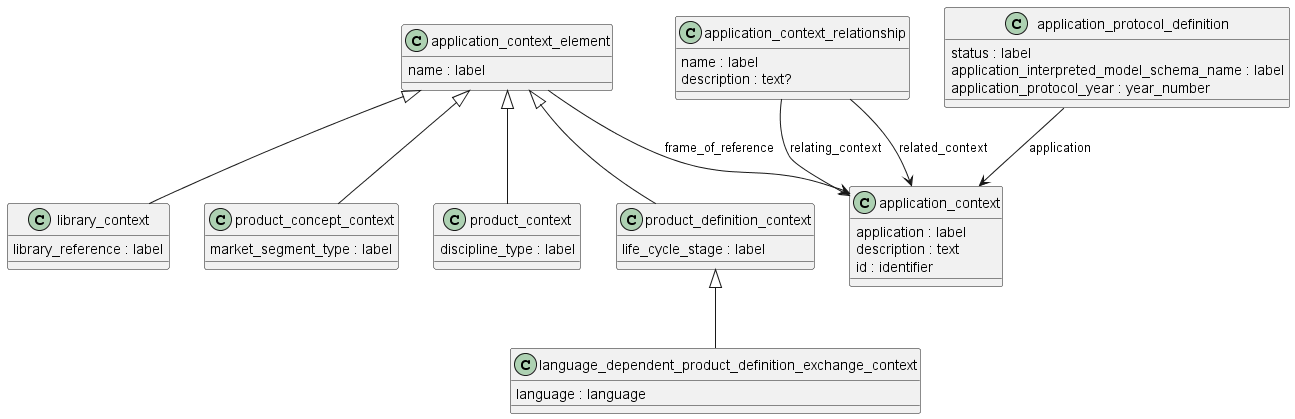 C application_context_element
name : label
C application_context_relationship
name : label
description : text?
C application_protocol_definition
status : label
application_interpreted_model_schema_name : label
application_protocol_year : year_number
frame_of_reference
relating_context
related_context
application
C library_context
library_reference : label
C product_concept_context
market_segment_type : label
C product_context
discipline_type : label
C product_definition_context
life_cycle_stage : label
C application_context
application : label
description : text
id : identifier
C language_dependent_product_definition_exchange_context
language : language